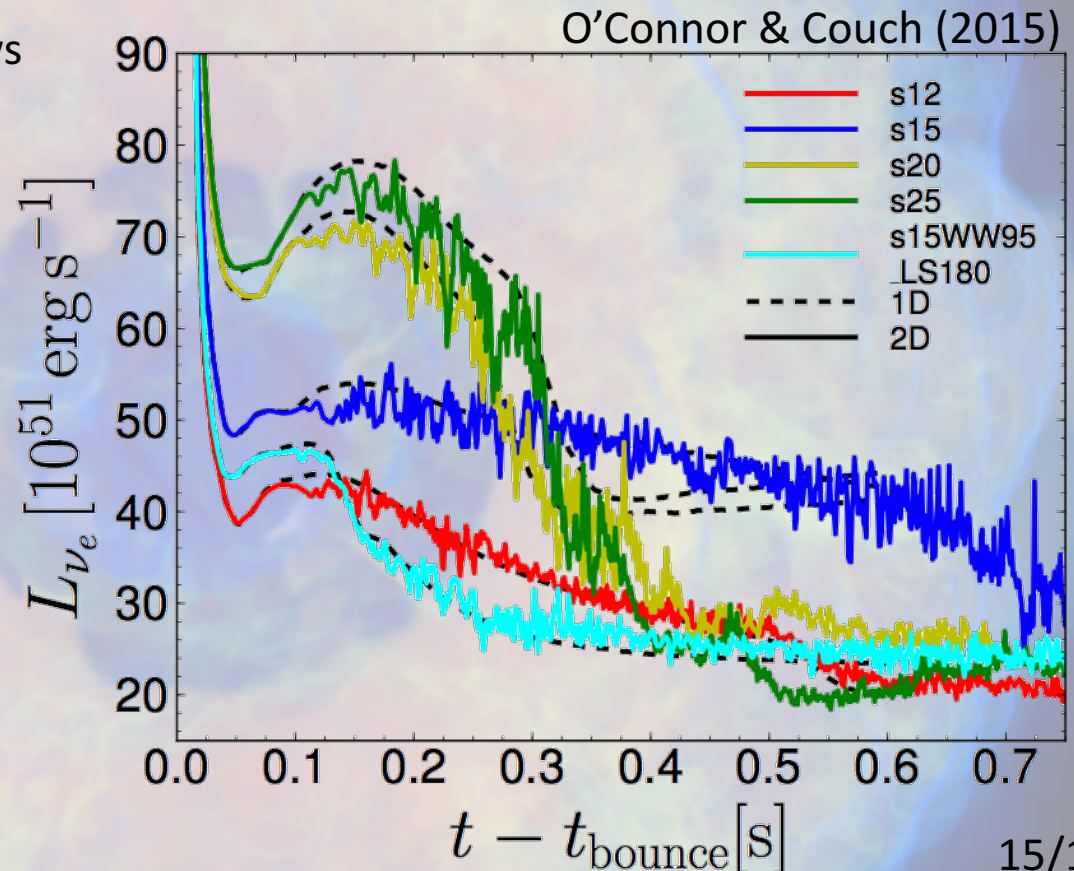 O'Connor & Couch (2015)
90
80
70
60
50
40
30
20
L_{ν_e} [10^{51} erg s^{−1}]
s12
s15
s20
s25
s15WW95
_LS180
1D
2D
0.0 0.1 0.2 0.3 0.4 0.5 0.6 0.7
t − t_{bounce}[s]